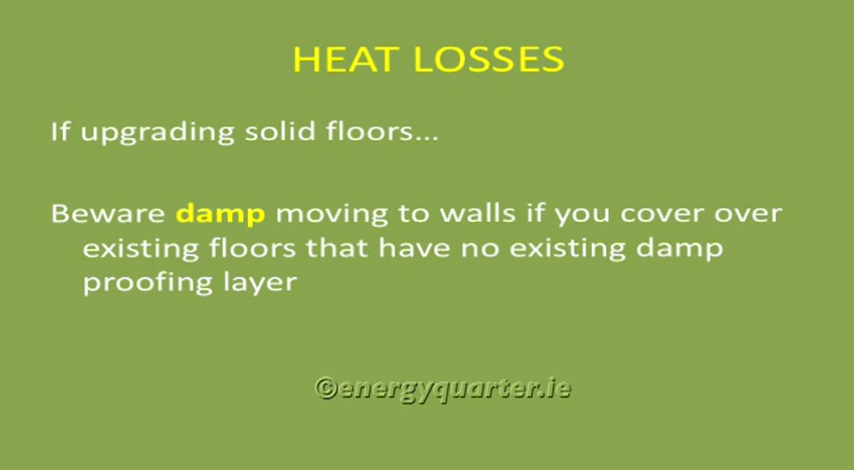 HEAT LOSSES
If upgrading solid floors...
Beware damp moving to walls if you cover over
existing floors that have no existing damp
proofing layer
©energyquarter.ie